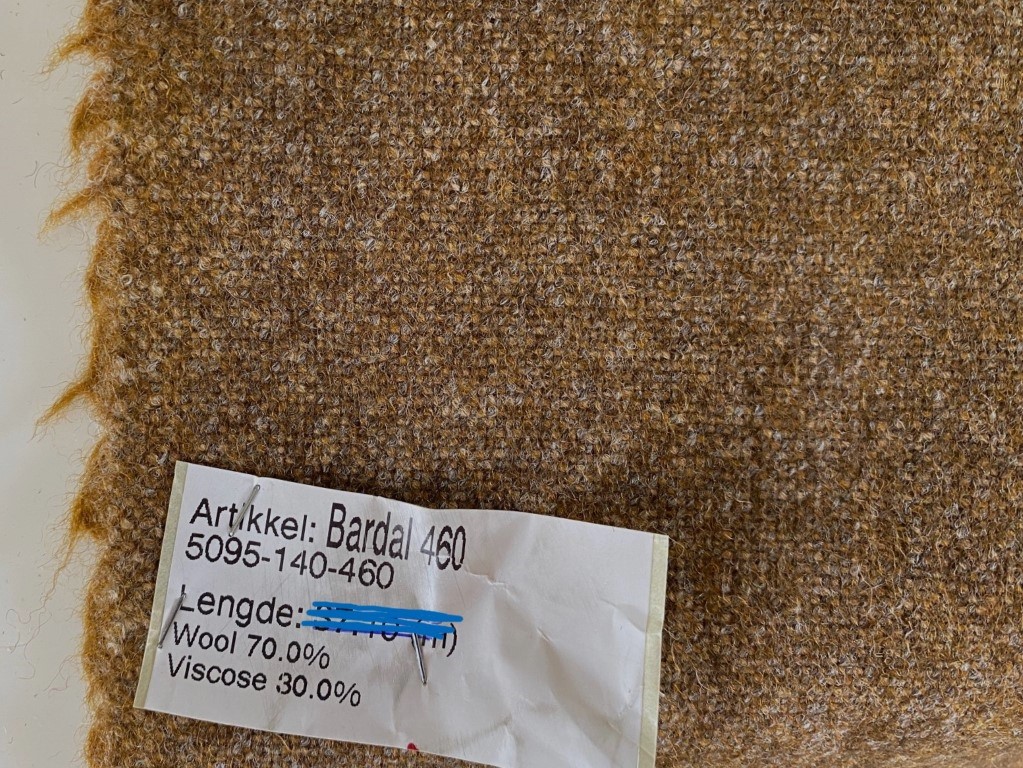 Artikkel: Bardal 460
5095-140-460
Lengde: (m)
Wool 70.0%
Viscose 30.0%